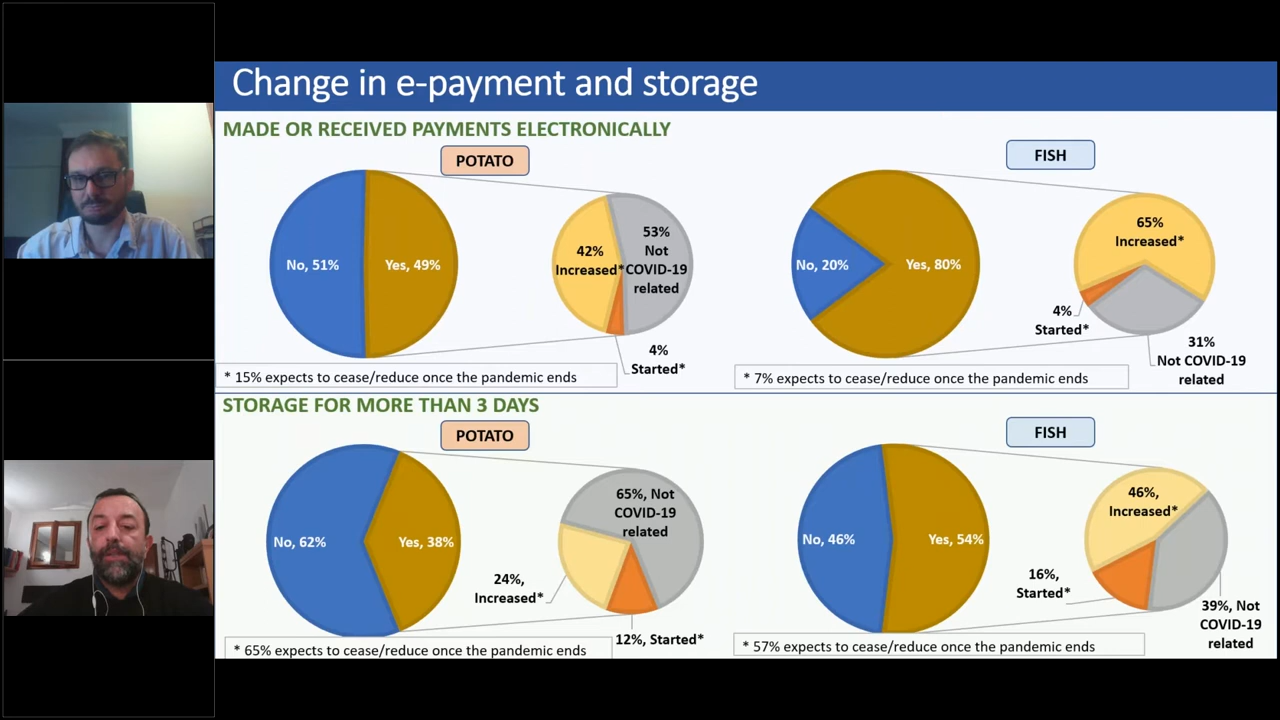 Change in e-payment and storage
MADE OR RECEIVED PAYMENTS ELECTRONICALLY
POTATO
No, 51%
Yes, 49%
42%
Increased*
53%
Not
COVID-19
related
4%
Started*
* 15% expects to cease/reduce once the pandemic ends
FISH
No, 20%
Yes, 80%
65%
Increased*
4%
Started*
31%
Not COVID-19
related
* 7% expects to cease/reduce once the pandemic ends
STORAGE FOR MORE THAN 3 DAYS
POTATO
No, 62%
Yes, 38%
65%, Not
COVID-19
related
24%,
Increased*
12%, Started*
* 65% expects to cease/reduce once the pandemic ends
FISH
No, 46%
Yes, 54%
46%,
Increased*
16%,
Started*
39%, Not
COVID-19
related
* 57% expects to cease/reduce once the pandemic ends